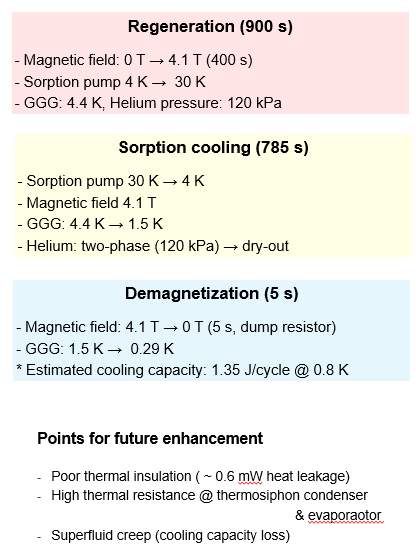 Regeneration (900 s)
- Magnetic field: 0 T → 4.1 T (400 s)
- Sorption pump 4 K → 30 K
- GGG: 4.4 K, Helium pressure: 120 kPa
Sorption cooling (785 s)
- Sorption pump 30 K → 4 K
- Magnetic field 4.1 T
- GGG: 4.4 K → 1.5 K
- Helium: two-phase (120 kPa) → dry-out
Demagnetization (5 s)
- Magnetic field: 4.1 T → 0 T (5 s, dump resistor)
- GGG: 1.5 K → 0.29 K
* Estimated cooling capacity: 1.35 J/cycle @ 0.8 K
Points for future enhancement
- Poor thermal insulation ( ~ 0.6 mW heat leakage)
- High thermal resistance @ thermosiphon condenser
& evaporaotor
- Superfluid creep (cooling capacity loss)